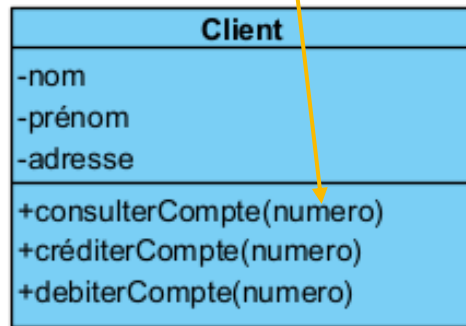 Client
-nom
-prénom
-adresse
+consulterCompte(numero)
+créditerCompte(numero)
+debiterCompte(numero)